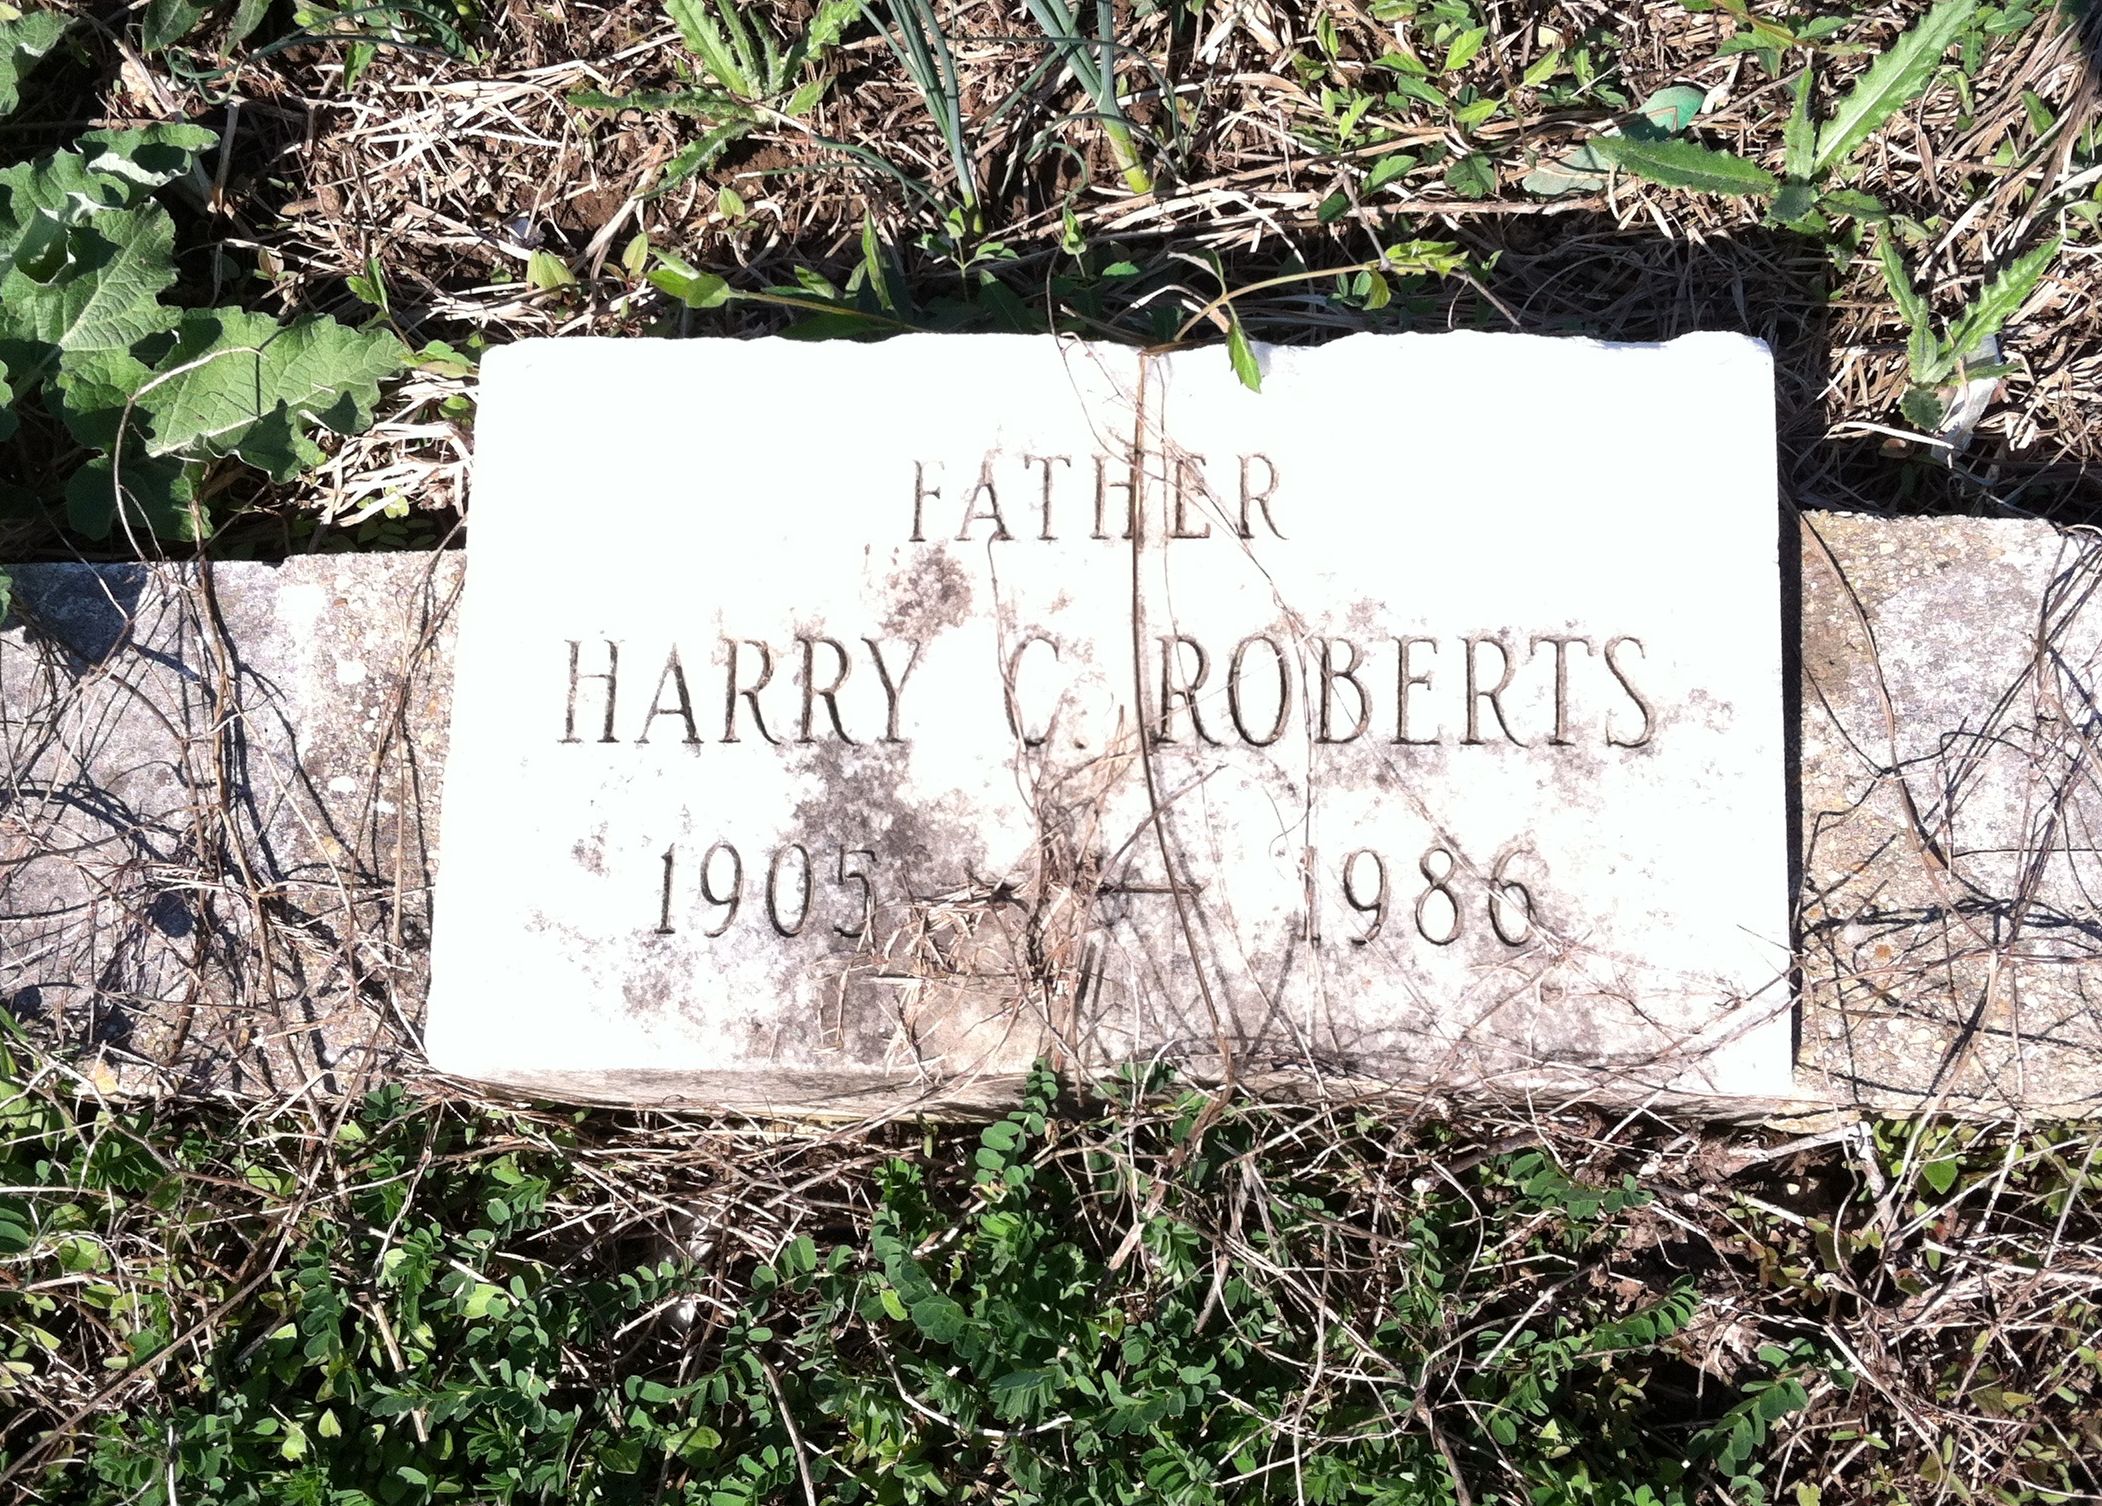 FATHER
HARRY C. ROBERTS
1905 — 1986